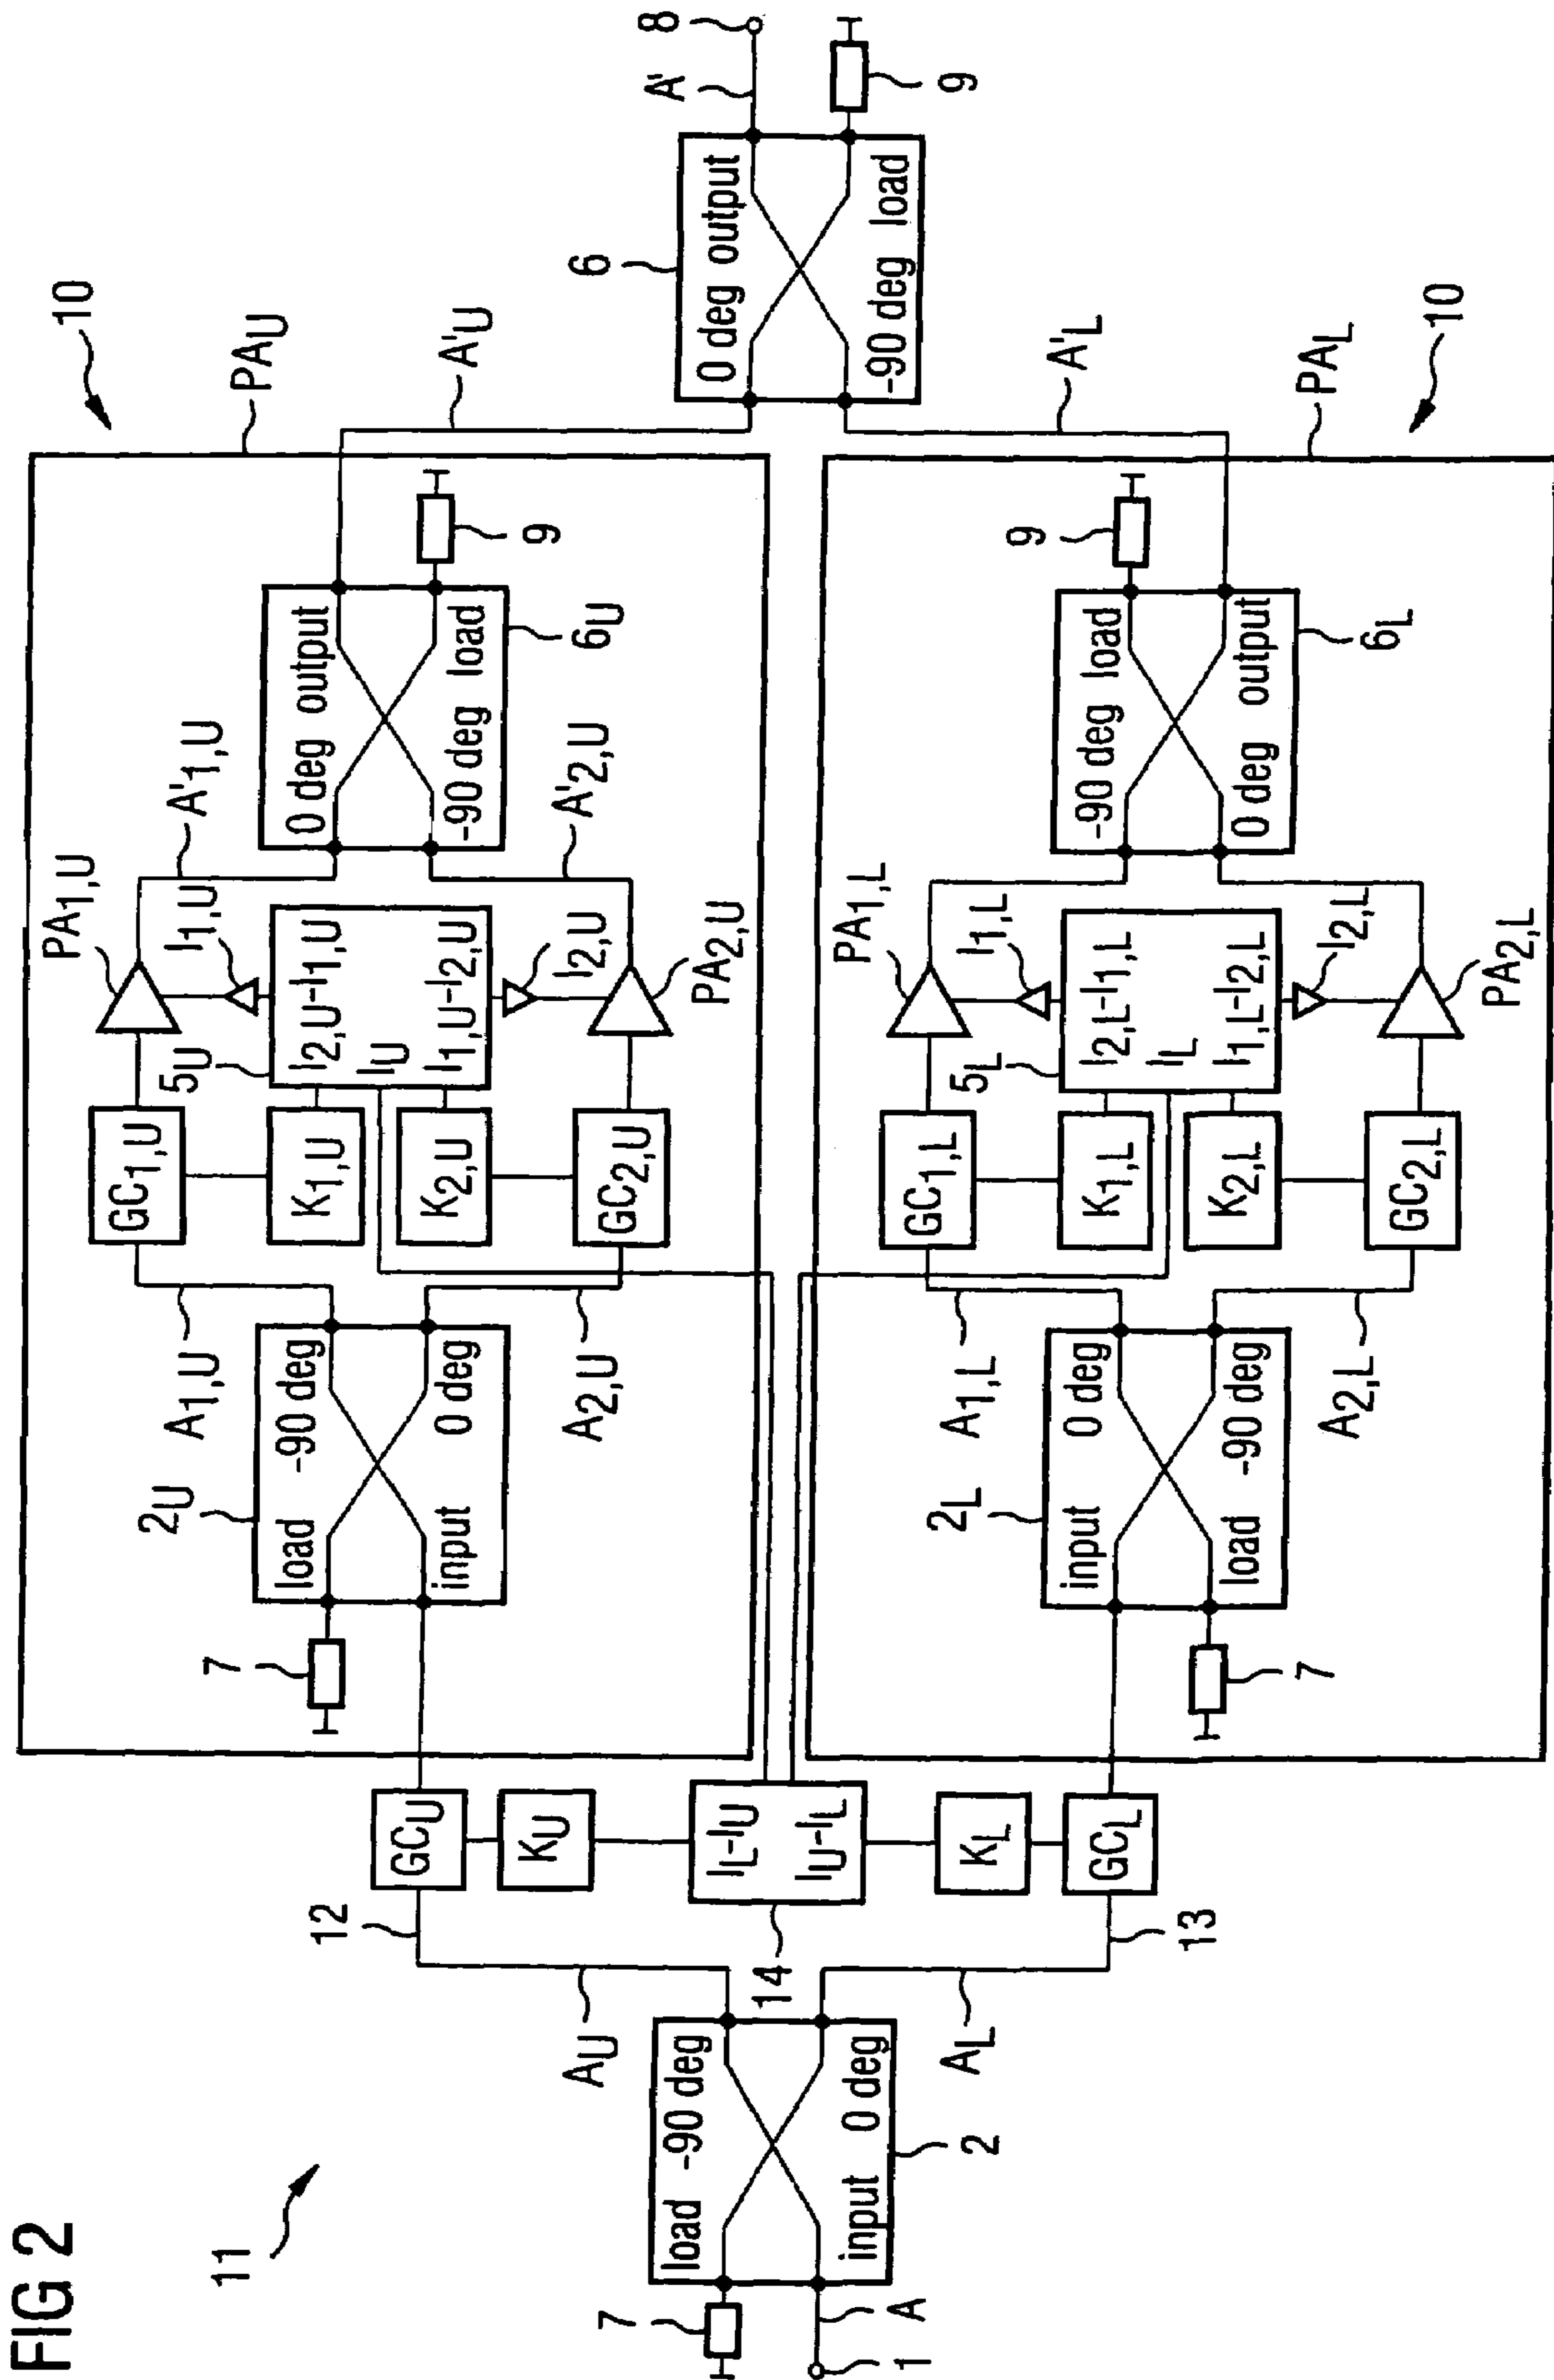 FIG 2
11
10
PA_U
GC_1,U
PA_1,U
A'_1,U
A'_U
A_1,U
I_1,U
2_U
load -90 deg
input 0 deg
7
K_1,U
5_U
I_2,U-I_1,U
I_U
I_1,U-I_2,U
K_2,U
0 deg output
-90 deg load
9
6_U
A_2,U
GC_2,U
I_2,U
PA_2,U
A'_2,U
12
GC_U
K_U
A_U
7
load -90 deg
input 0 deg
1
A
2
A_L
14
I_L-I_U
I_U-I_L
K_L
GC_L
13
6
0 deg output
-90 deg load
A'
8
9
A'_L
10
PA_L
GC_1,L
PA_1,L
A_1,L
I_1,L
2_L
input 0 deg
load -90 deg
7
K_1,L
5_L
I_2,L-I_1,L
I_L
I_1,L-I_2,L
K_2,L
-90 deg load
0 deg output
9
6_L
A_2,L
GC_2,L
I_2,L
PA_2,L